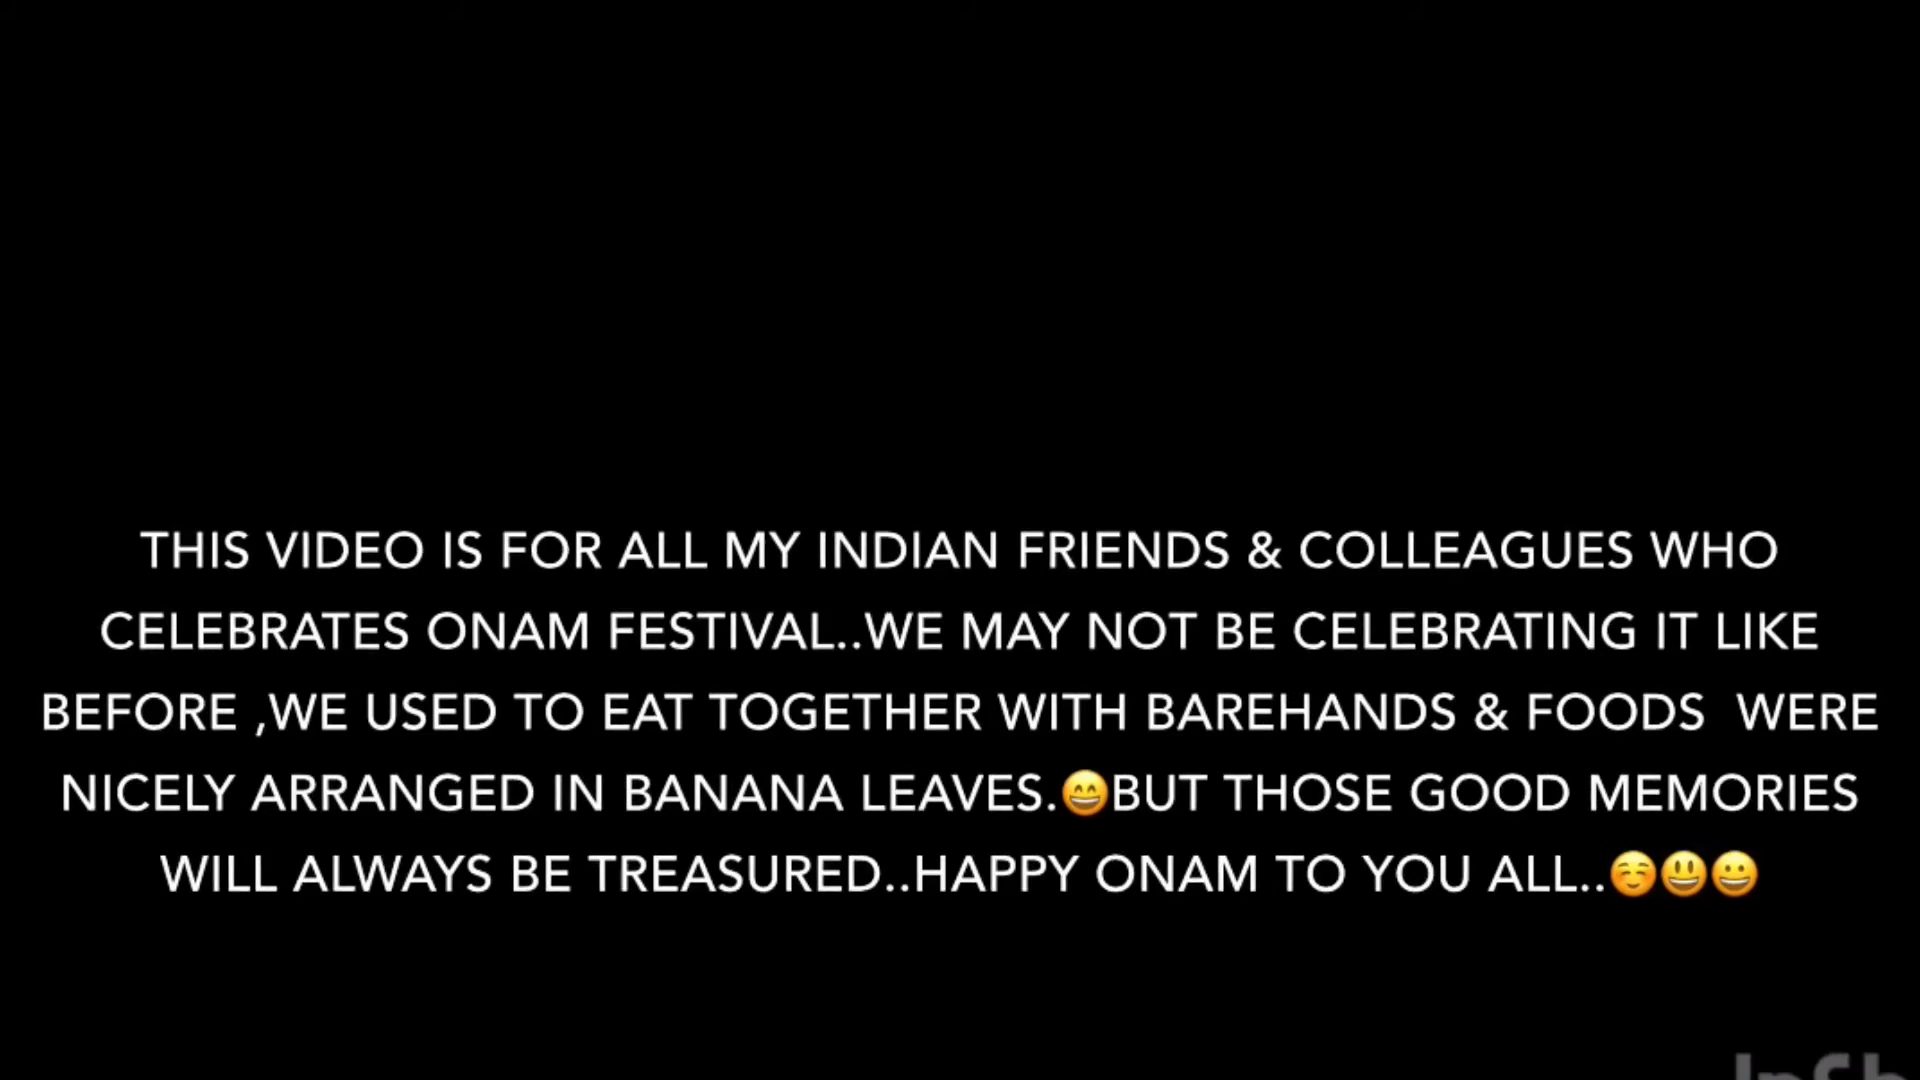 THIS VIDEO IS FOR ALL MY INDIAN FRIENDS & COLLEAGUES WHO
CELEBRATES ONAM FESTIVAL..WE MAY NOT BE CELEBRATING IT LIKE
BEFORE ,WE USED TO EAT TOGETHER WITH BAREHANDS & FOODS  WERE
NICELY ARRANGED IN BANANA LEAVES.😄BUT THOSE GOOD MEMORIES
WILL ALWAYS BE TREASURED..HAPPY ONAM TO YOU ALL..☺️😃😀